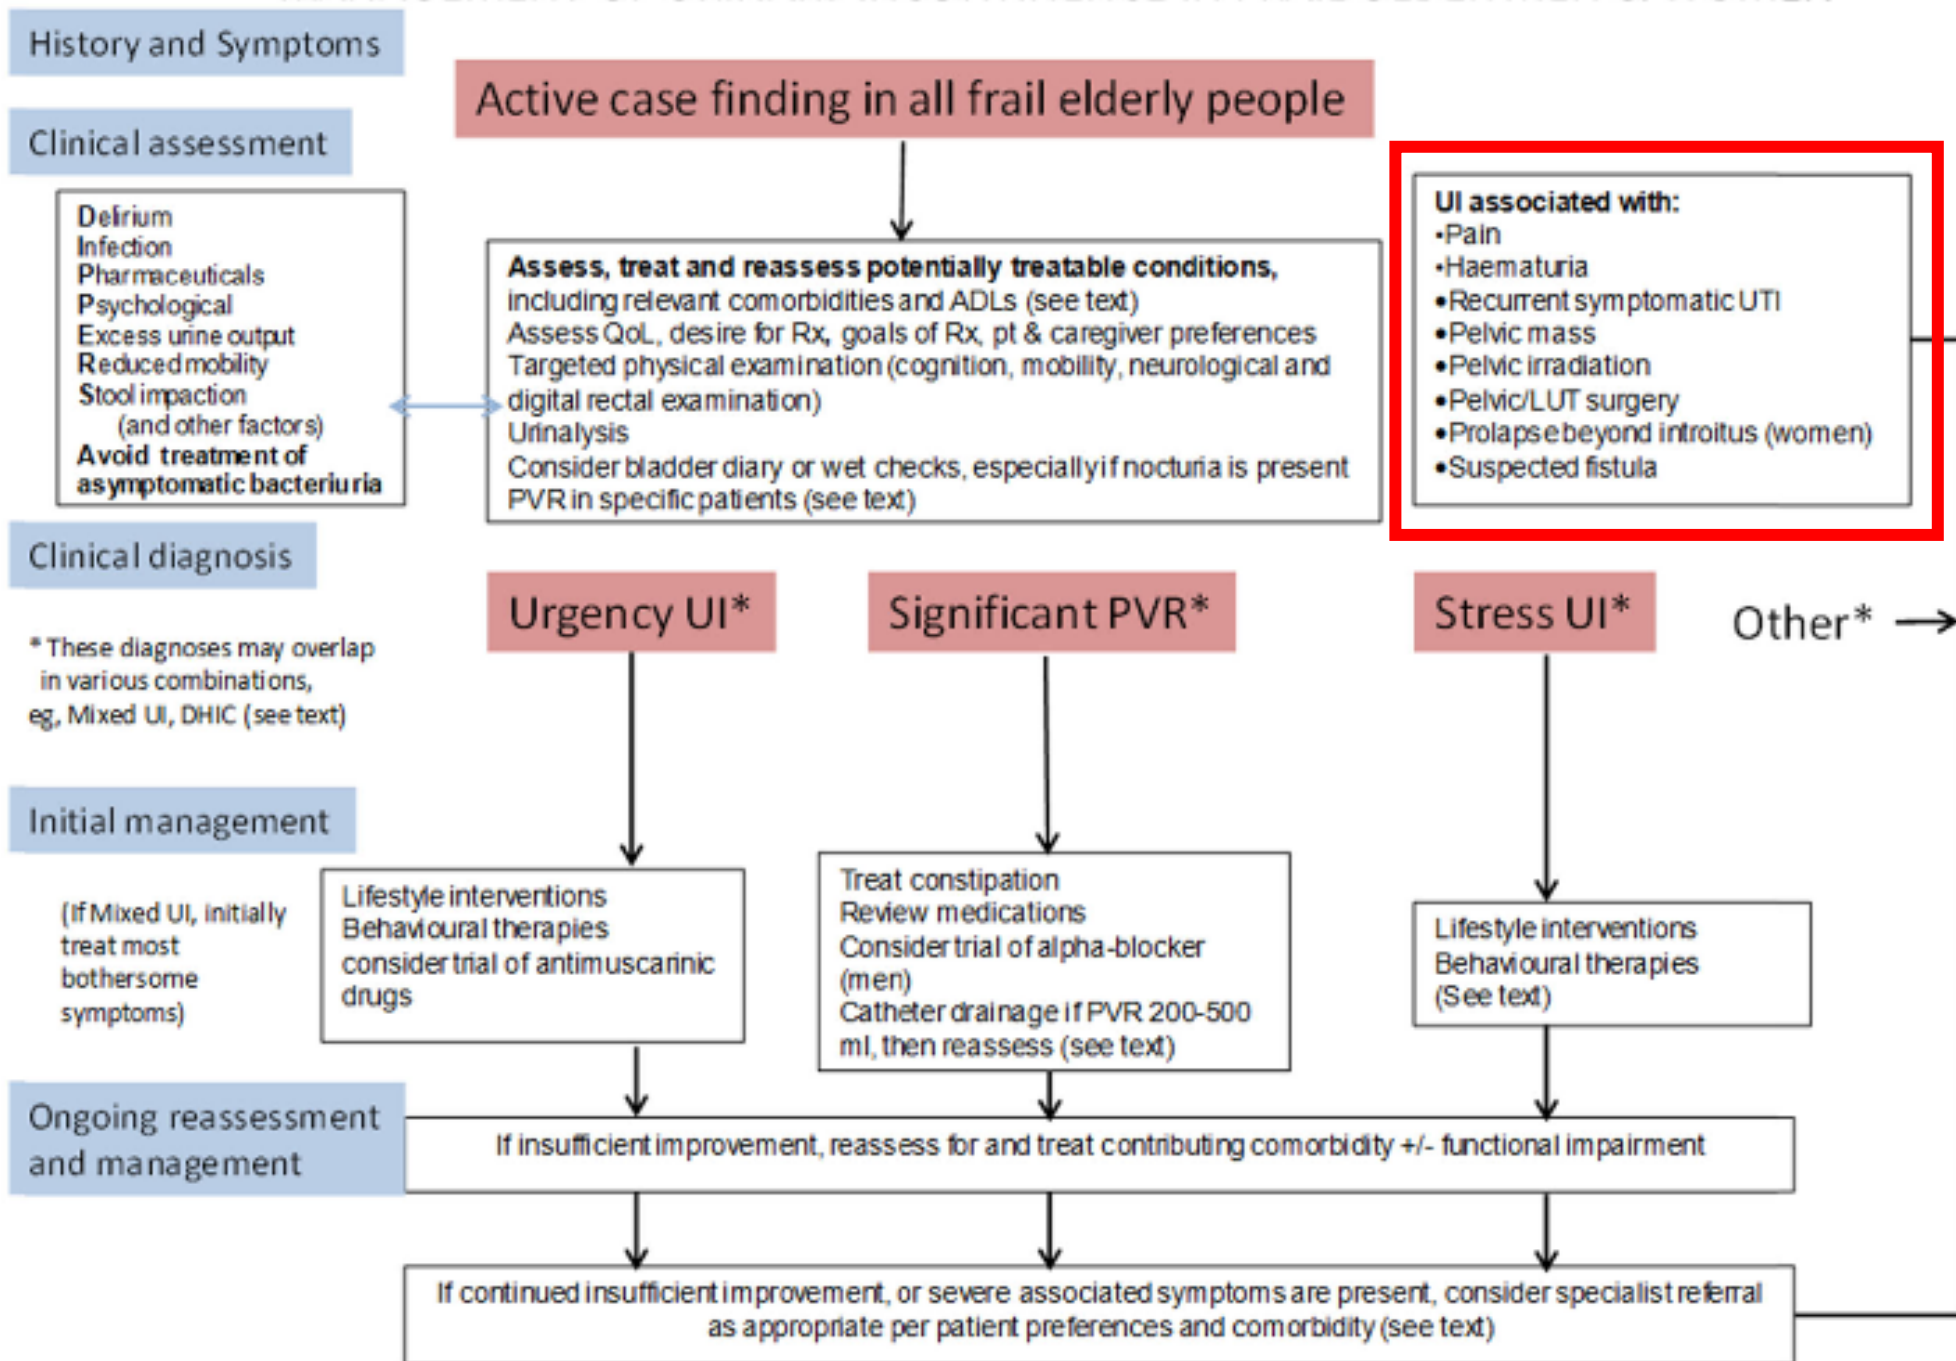 History and Symptoms
Active case finding in all frail elderly people
Clinical assessment
Delirium
Infection
Pharmaceuticals
Psychological
Excess urine output
Reduced mobility
Stool impaction
(and other factors)
Avoid treatment of
asymptomatic bacteriuria
Assess, treat and reassess potentially treatable conditions,
including relevant comorbidities and ADLs (see text)
Assess QoL, desire for Rx, goals of Rx, pt & caregiver preferences
Targeted physical examination (cognition, mobility, neurological and
digital rectal examination)
Urinalysis
Consider bladder diary or wet checks, especially if nocturia is present
PVR in specific patients (see text)
UI associated with:
•Pain
•Haematuria
•Recurrent symptomatic UTI
•Pelvic mass
•Pelvic irradiation
•Pelvic/LUT surgery
•Prolapse beyond introitus (women)
•Suspected fistula
Clinical diagnosis
* These diagnoses may overlap
in various combinations,
eg, Mixed UI, DHIC (see text)
Urgency UI*
Significant PVR*
Stress UI*
Other*
Initial management
(If Mixed UI, initially
treat most
bothersome
symptoms)
Lifestyle interventions
Behavioural therapies
consider trial of antimuscarinic
drugs
Treat constipation
Review medications
Consider trial of alpha-blocker
(men)
Catheter drainage if PVR 200-500
ml, then reassess (see text)
Lifestyle interventions
Behavioural therapies
(See text)
Ongoing reassessment
and management
If insufficient improvement, reassess for and treat contributing comorbidity +/- functional impairment
If continued insufficient improvement, or severe associated symptoms are present, consider specialist referral
as appropriate per patient preferences and comorbidity (see text)